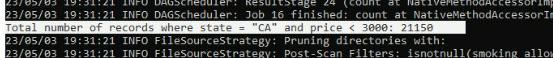 23/05/03 19:31:21 INFO DAGScheduler: ResultStage 24 (count at NativeMethodAccessorImp
23/05/03 19:31:21 INFO DAGScheduler: Job 16 finished: count at NativeMethodAccessorIm
Total number of records where state = "CA" and price < 3000: 21150
23/05/03 19:31:21 INFO FileSourceStrategy: Pruning directories with:
23/05/03 19:31:21 INFO FileSourceStrategy: Post-Scan Filters: isnotnull(smoking_allow